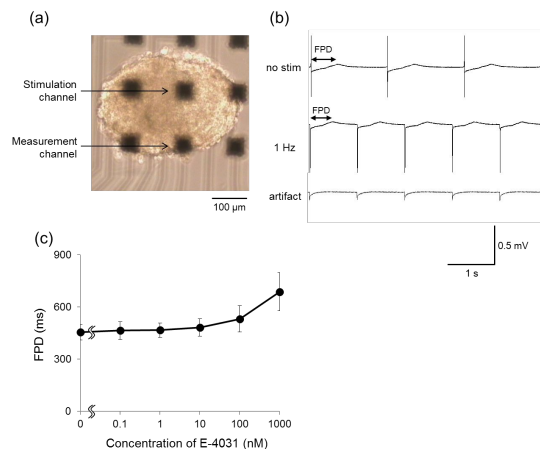 (a)
Stimulation
channel
Measurement
channel
100 μm
(b)
FPD
no stim
FPD
1 Hz
artifact
0.5 mV
1 s
(c)
900
600
300
0
FPD (ms)
0 0.1 1 10 100 1000
Concentration of E-4031 (nM)